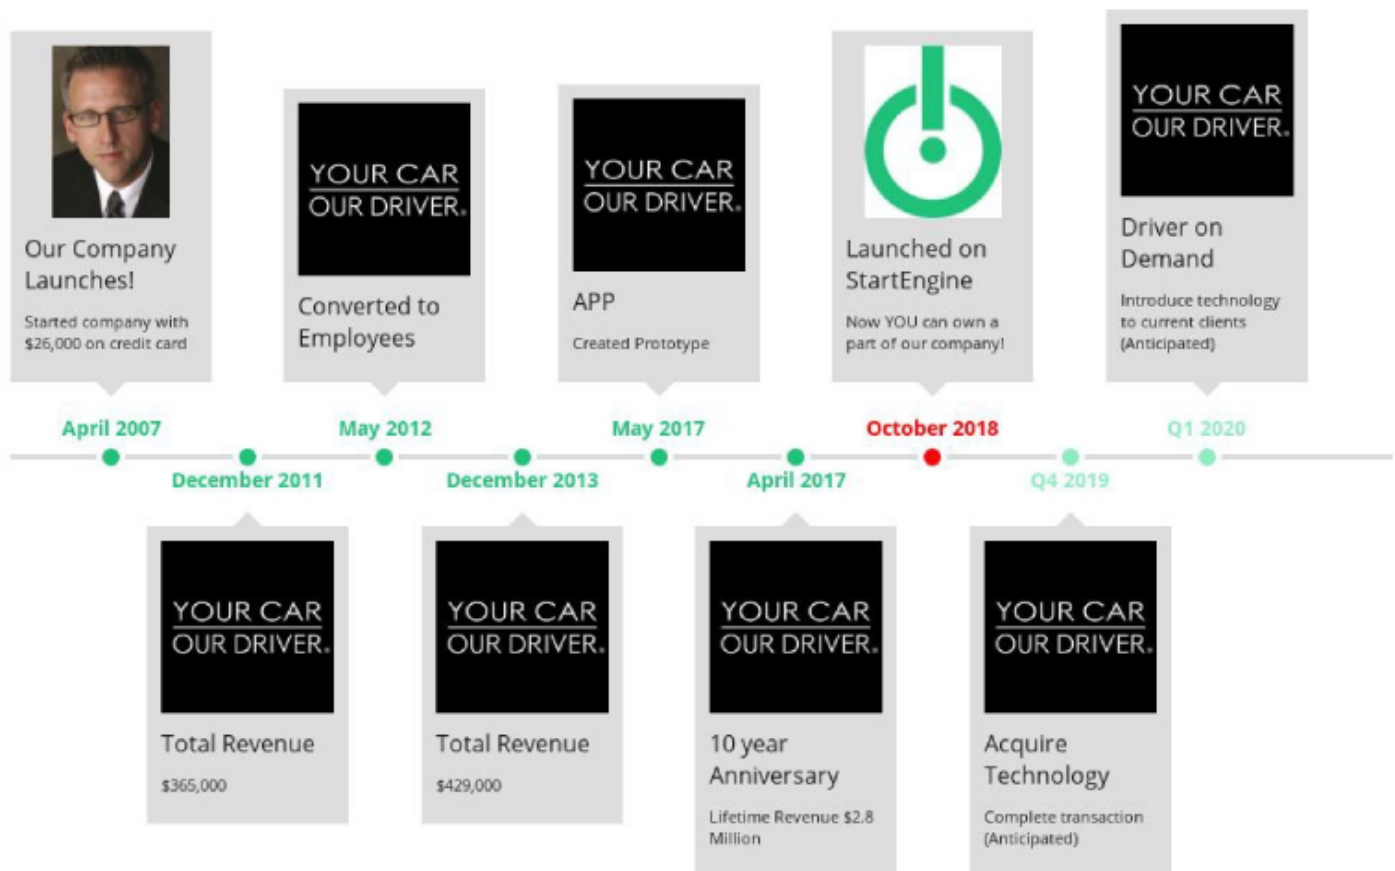 Our Company
Launches!
Started company with
$26,000 on credit card
April 2007
December 2011
YOUR CAR
OUR DRIVER®
Total Revenue
$365,000
YOUR CAR
OUR DRIVER®
Converted to
Employees
May 2012
December 2013
YOUR CAR
OUR DRIVER®
Total Revenue
$429,000
YOUR CAR
OUR DRIVER®
APP
Created Prototype
May 2017
April 2017
YOUR CAR
OUR DRIVER®
10 year
Anniversary
Lifetime Revenue $2.8
Million
Launched on
StartEngine
Now YOU can own a
part of our company!
October 2018
Q4 2019
YOUR CAR
OUR DRIVER®
Acquire
Technology
Complete transaction
(Anticipated)
YOUR CAR
OUR DRIVER®
Driver on
Demand
Introduce technology
to current clients
(Anticipated)
Q1 2020